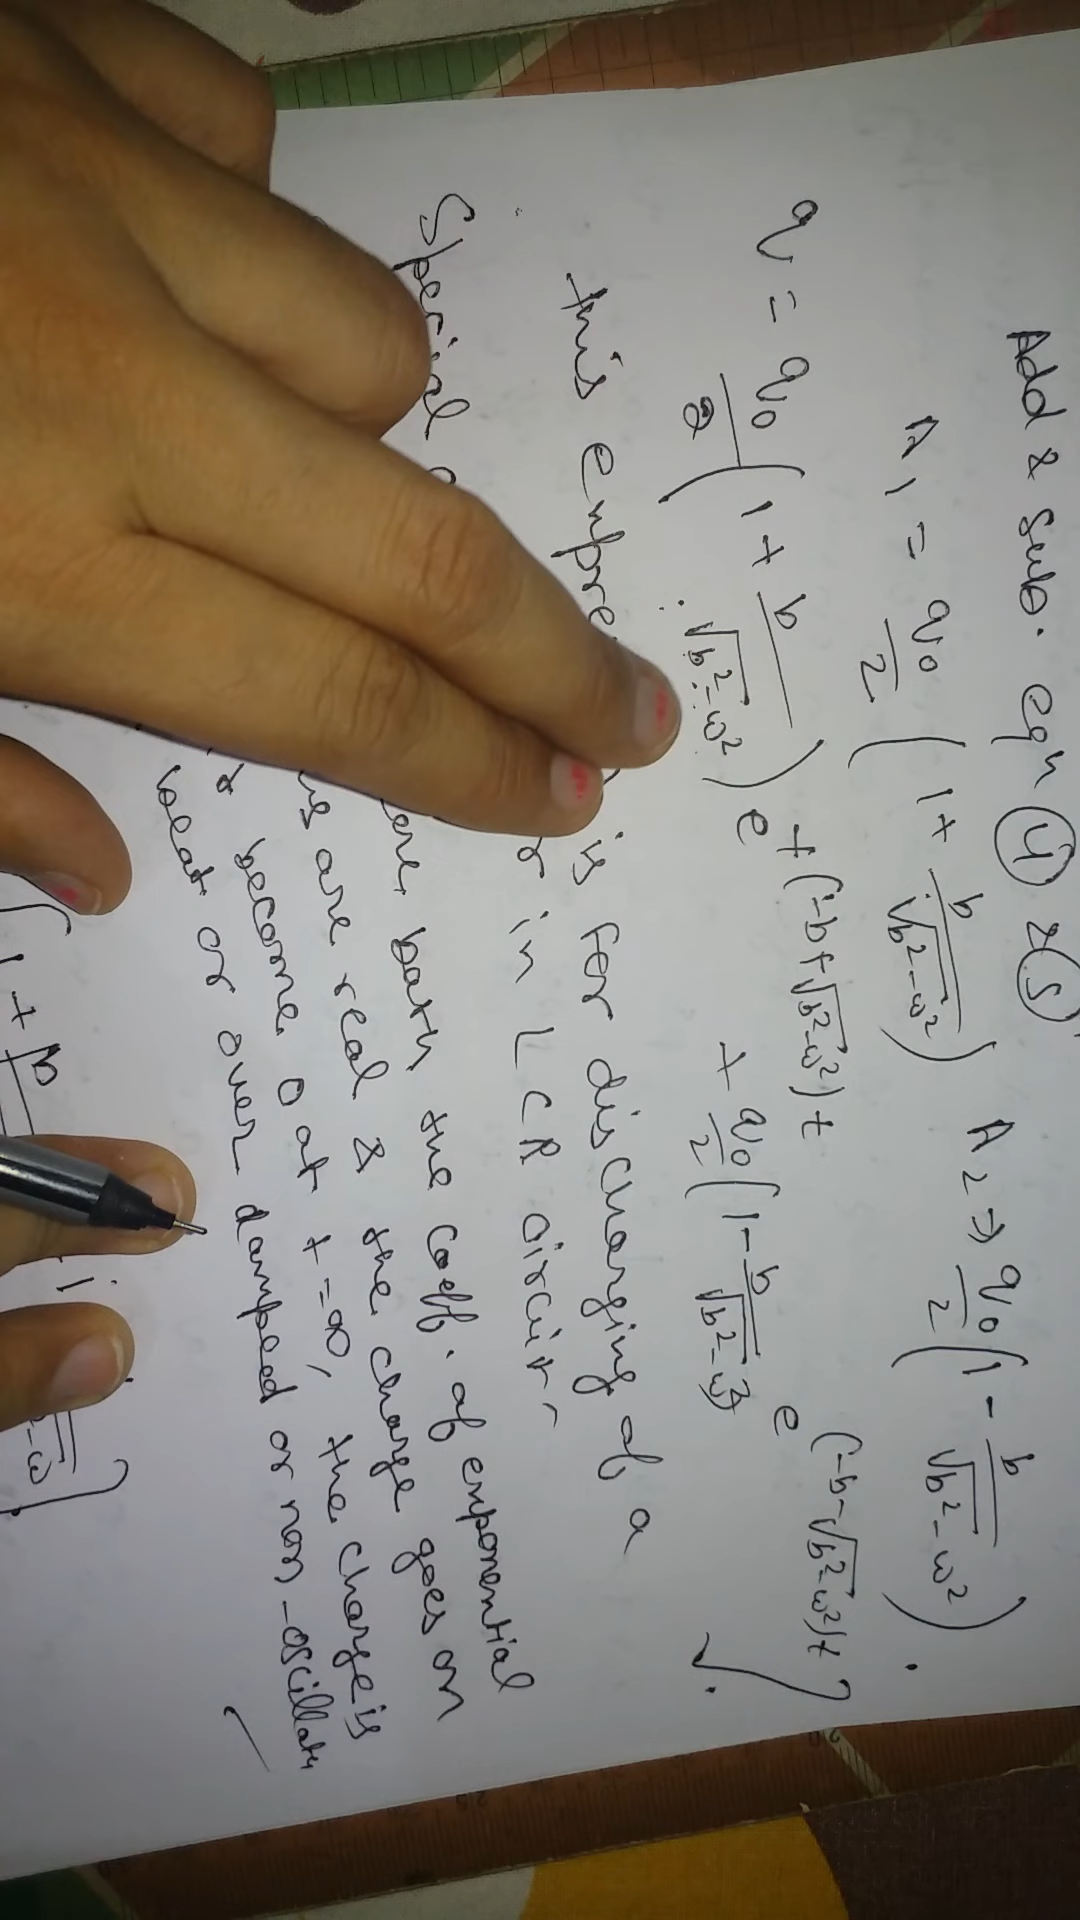 Add & sub. eqn (4) & (5)
A1 = q0/2 (1 + b/√b²-ω²) A2 ⇒ q0/2 (1 - b/√b²-ω²).
q = q0/2 (1 + b/√b²-ω²) e^+(-b+√b²-ω²)t
+ q0/2 (1 - b/√b²-ω²) e^(-b-√b²-ω²)t
this is for discharging of a
in LCR circuit
Special
both the coeff. of exponential
are real & the charge goes on
become 0 at t=∞, the charge is
or over damped or non-oscillat
1 +